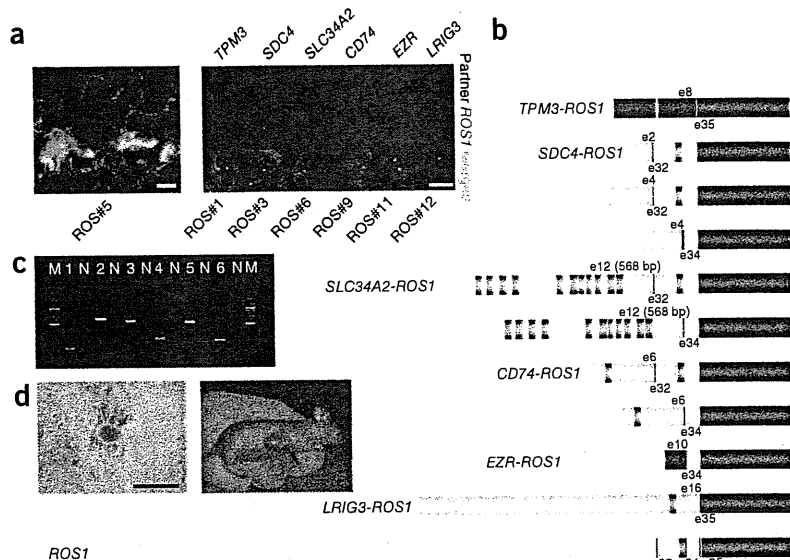 a
TPM3 SDC4 SLC34A2 CD74 EZR LRIG3
Partner ROS1
ROS#5
ROS#1 ROS#3 ROS#6 ROS#9 ROS#11 ROS#12
c
M 1 N 2 N 3 N 4 N 5 N 6 N M
d
b
TPM3-ROS1
e8
e35
SDC4-ROS1
e2
e32
e4
e32
e4
e34
SLC34A2-ROS1
e12 (568 bp)
e32
e12 (568 bp)
e34
CD74-ROS1
e6
e32
e6
e34
EZR-ROS1
e10
e34
LRIG3-ROS1
e16
e35
ROS1